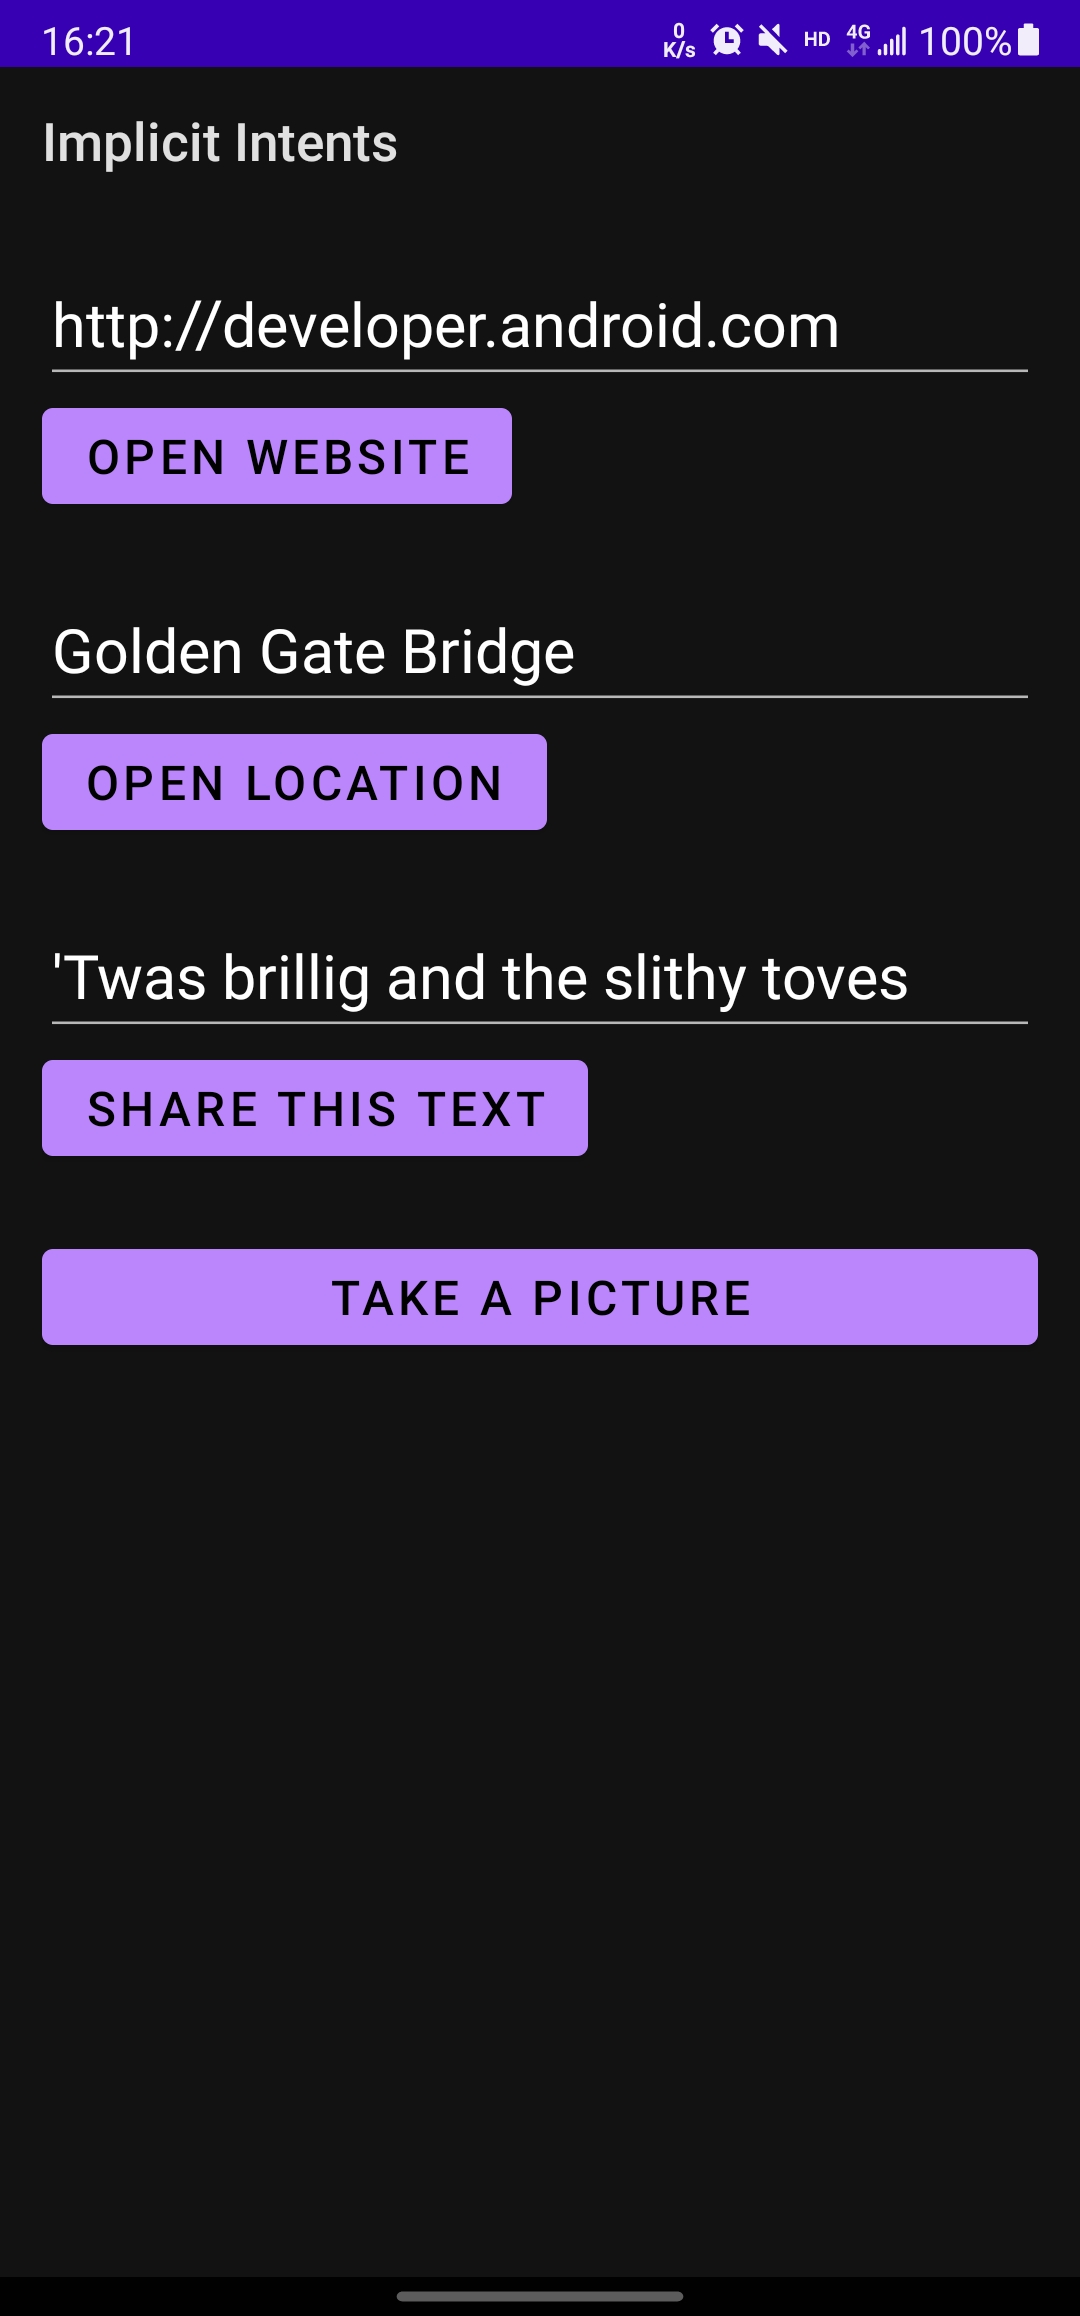 16:21 0 K/s HD 4G 100%
Implicit Intents
http://developer.android.com
OPEN WEBSITE
Golden Gate Bridge
OPEN LOCATION
'Twas brillig and the slithy toves
SHARE THIS TEXT
TAKE A PICTURE